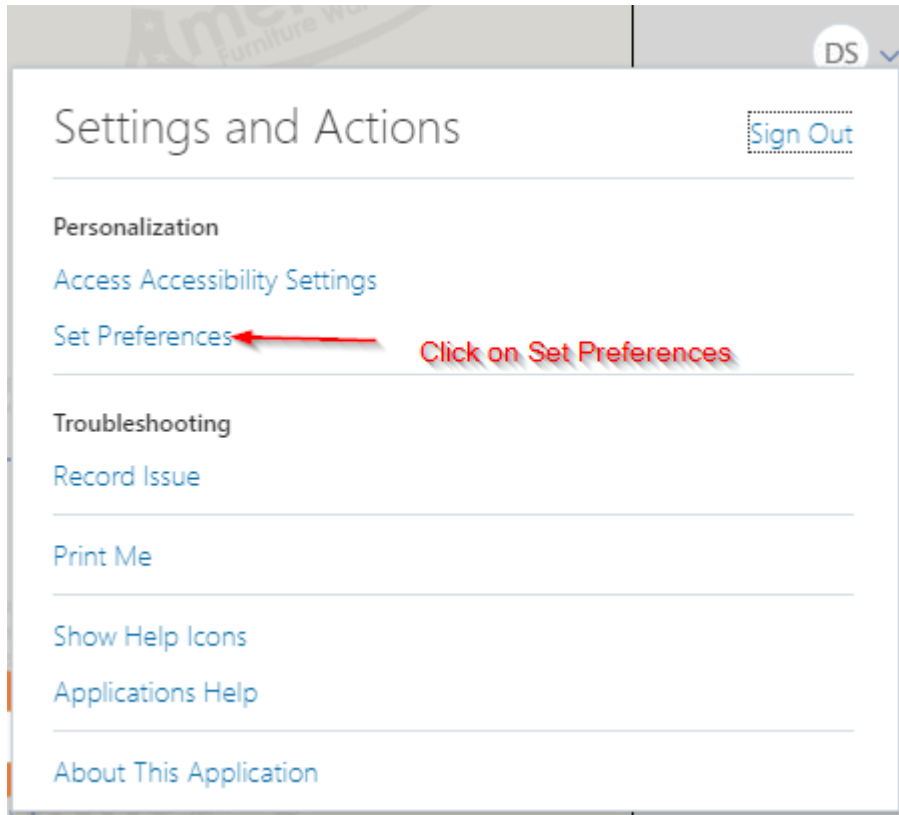 Furniture
DS
Settings and Actions
Sign Out
Personalization
Access Accessibility Settings
Set Preferences
Click on Set Preferences
Troubleshooting
Record Issue
Print Me
Show Help Icons
Applications Help
About This Application